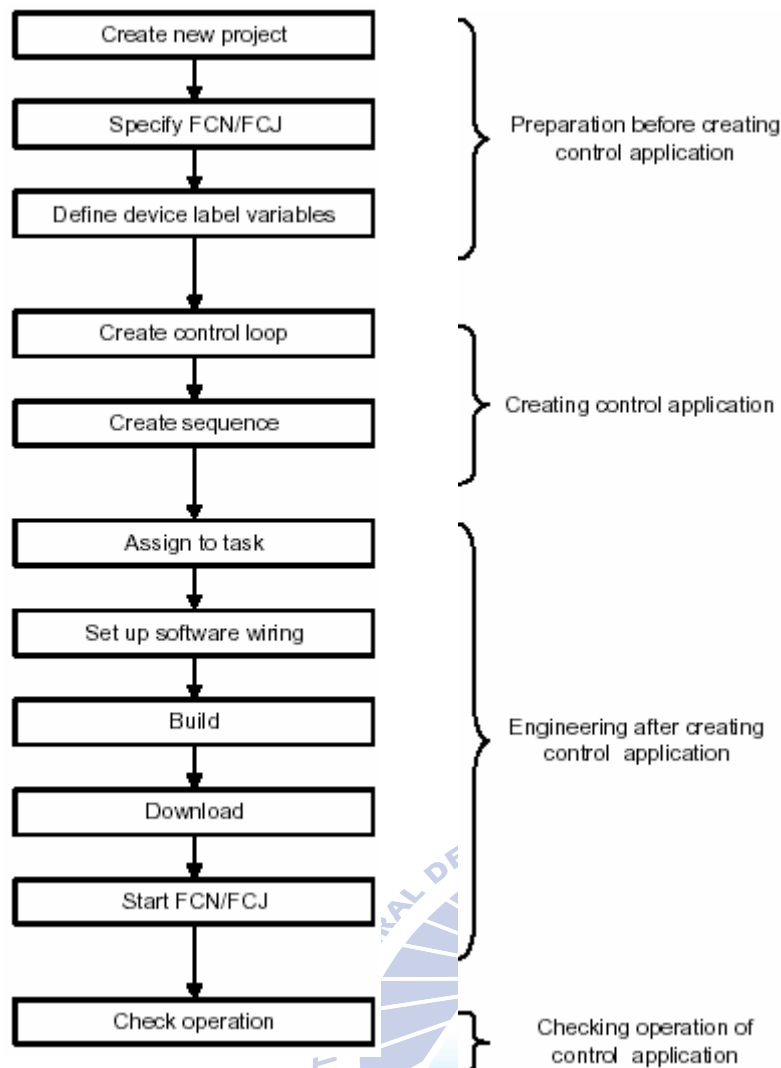 Create new project
Specify FCN/FCJ
Define device label variables
Preparation before creating
control application
Create control loop
Create sequence
Creating control application
Assign to task
Set up software wiring
Build
Download
Start FCN/FCJ
Engineering after creating
control application
Check operation
Checking operation of
control application